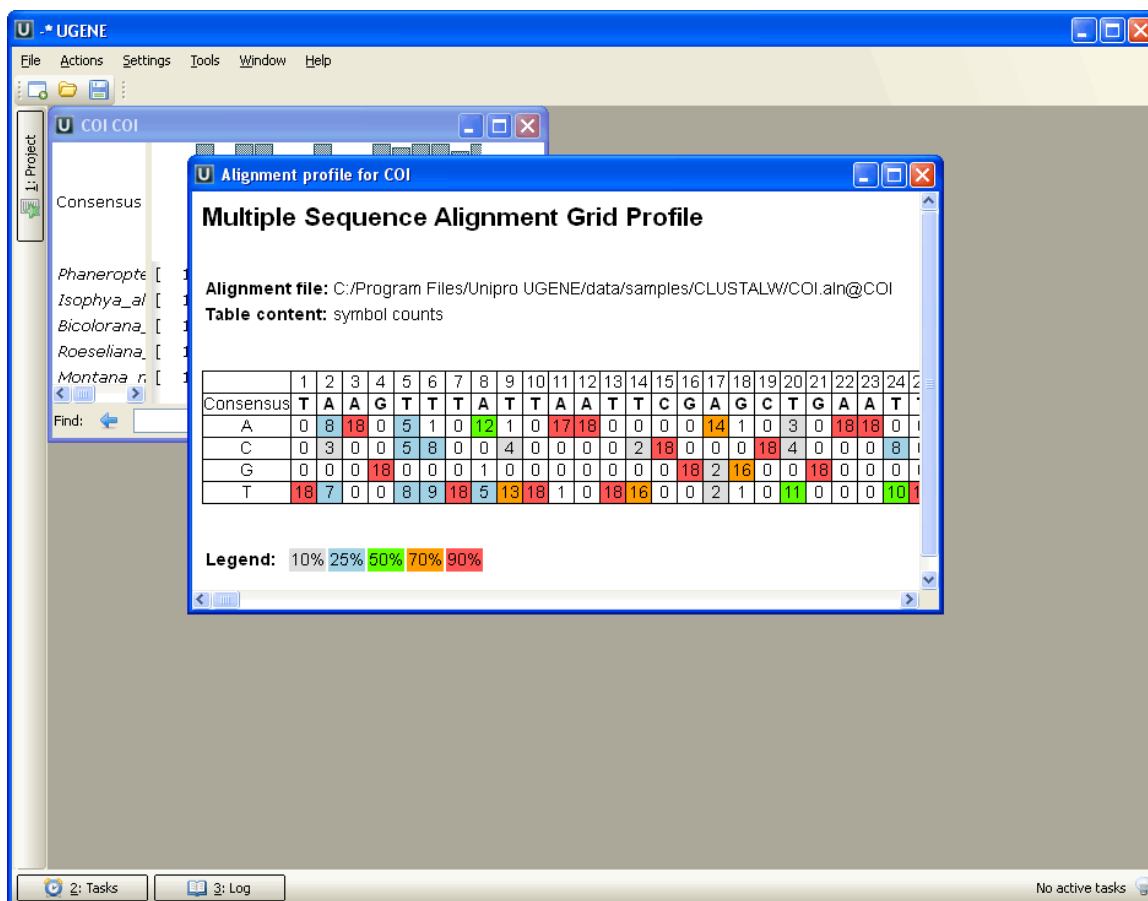 -* UGENE
File Actions Settings Tools Window Help
1: Project
COI COI
Consensus
Phaneropte [ 1
Isophya_al [ 1
Bicolorana_ [ 1
Roeseliana_ [ 1
Montana_n [ 1
Find:
Alignment profile for COI
Multiple Sequence Alignment Grid Profile
Alignment file: C:/Program Files/Unipro UGENE/data/samples/CLUSTALW/COI.aln@COI
Table content: symbol counts
1 2 3 4 5 6 7 8 9 10 11 12 13 14 15 16 17 18 19 20 21 22 23 24 2
Consensus T A A G T T T A T T A A T T C G A G C T G A A T T
A 0 8 18 0 5 1 0 12 1 0 17 18 0 0 0 0 14 1 0 3 0 18 18 0
C 0 3 0 0 5 8 0 0 4 0 0 0 0 2 18 0 0 0 18 4 0 0 0 8
G 0 0 0 18 0 0 0 1 0 0 0 0 0 0 0 18 2 16 0 0 18 0 0 0
T 18 7 0 0 8 9 18 5 13 18 1 0 18 16 0 0 2 1 0 11 0 0 0 10 1
Legend: 10% 25% 50% 70% 90%
2: Tasks 3: Log No active tasks